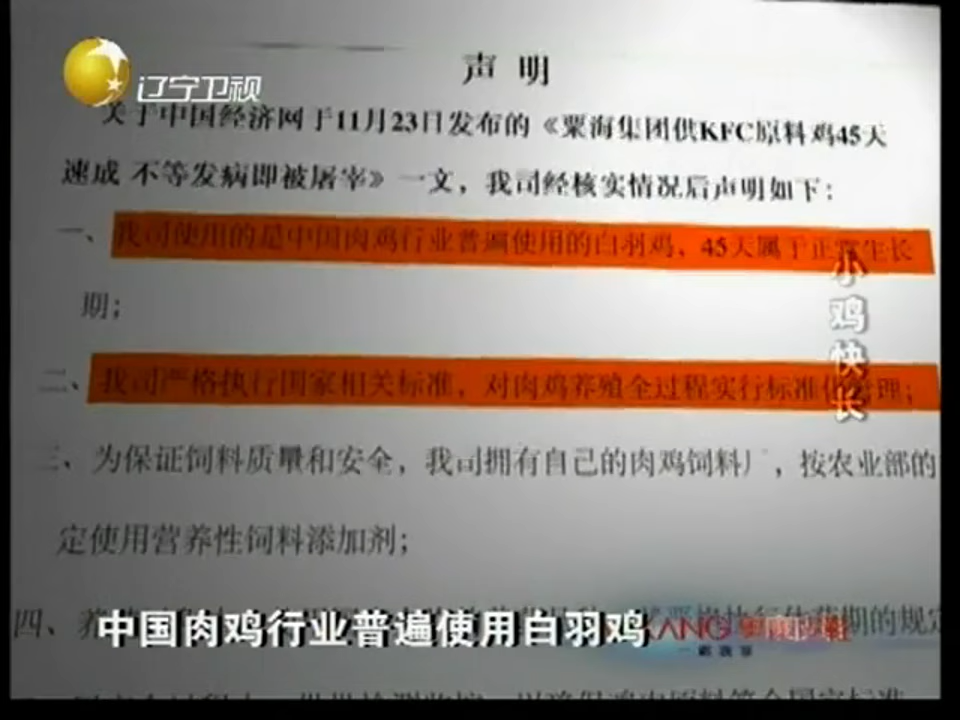 声 明
辽宁卫视
关于中国经济网于11月23日发布的《粟海集团供KFC原料鸡45天
速成 不等发病即被屠宰》一文，我司经核实情况后声明如下：
一、我司使用的是中国肉鸡行业普遍使用的白羽鸡，45天属于正常生长
期；
二、我司严格执行国家相关标准，对肉鸡养殖全过程实行标准化管理；
小鸡快长
三、为保证饲料质量和安全，我司拥有自己的肉鸡饲料厂，按农业部的
定使用营养性饲料添加剂；
四、养 期的规定
中国肉鸡行业普遍使用白羽鸡